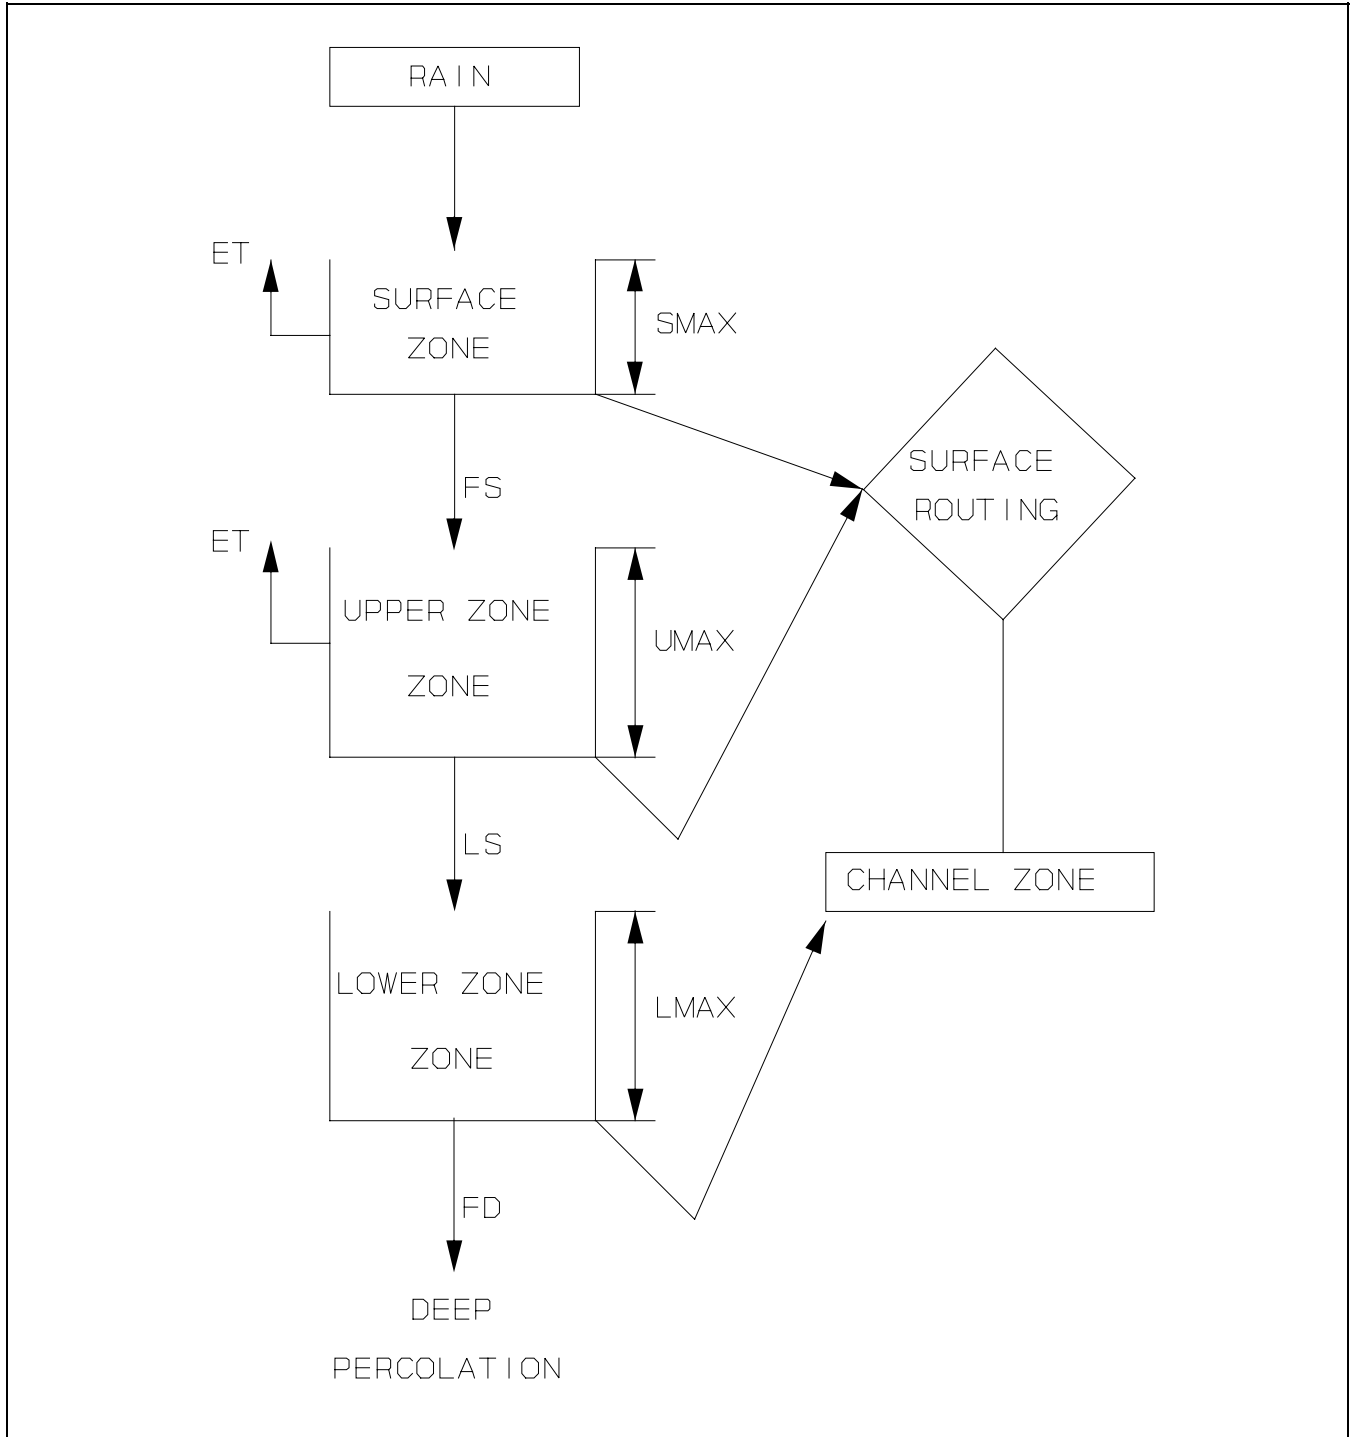 RAIN
ET
SURFACE
ZONE
SMAX
SURFACE
ROUTING
FS
ET
UPPER ZONE
ZONE
UMAX
LS
CHANNEL ZONE
LOWER ZONE
ZONE
LMAX
FD
DEEP
PERCOLATION